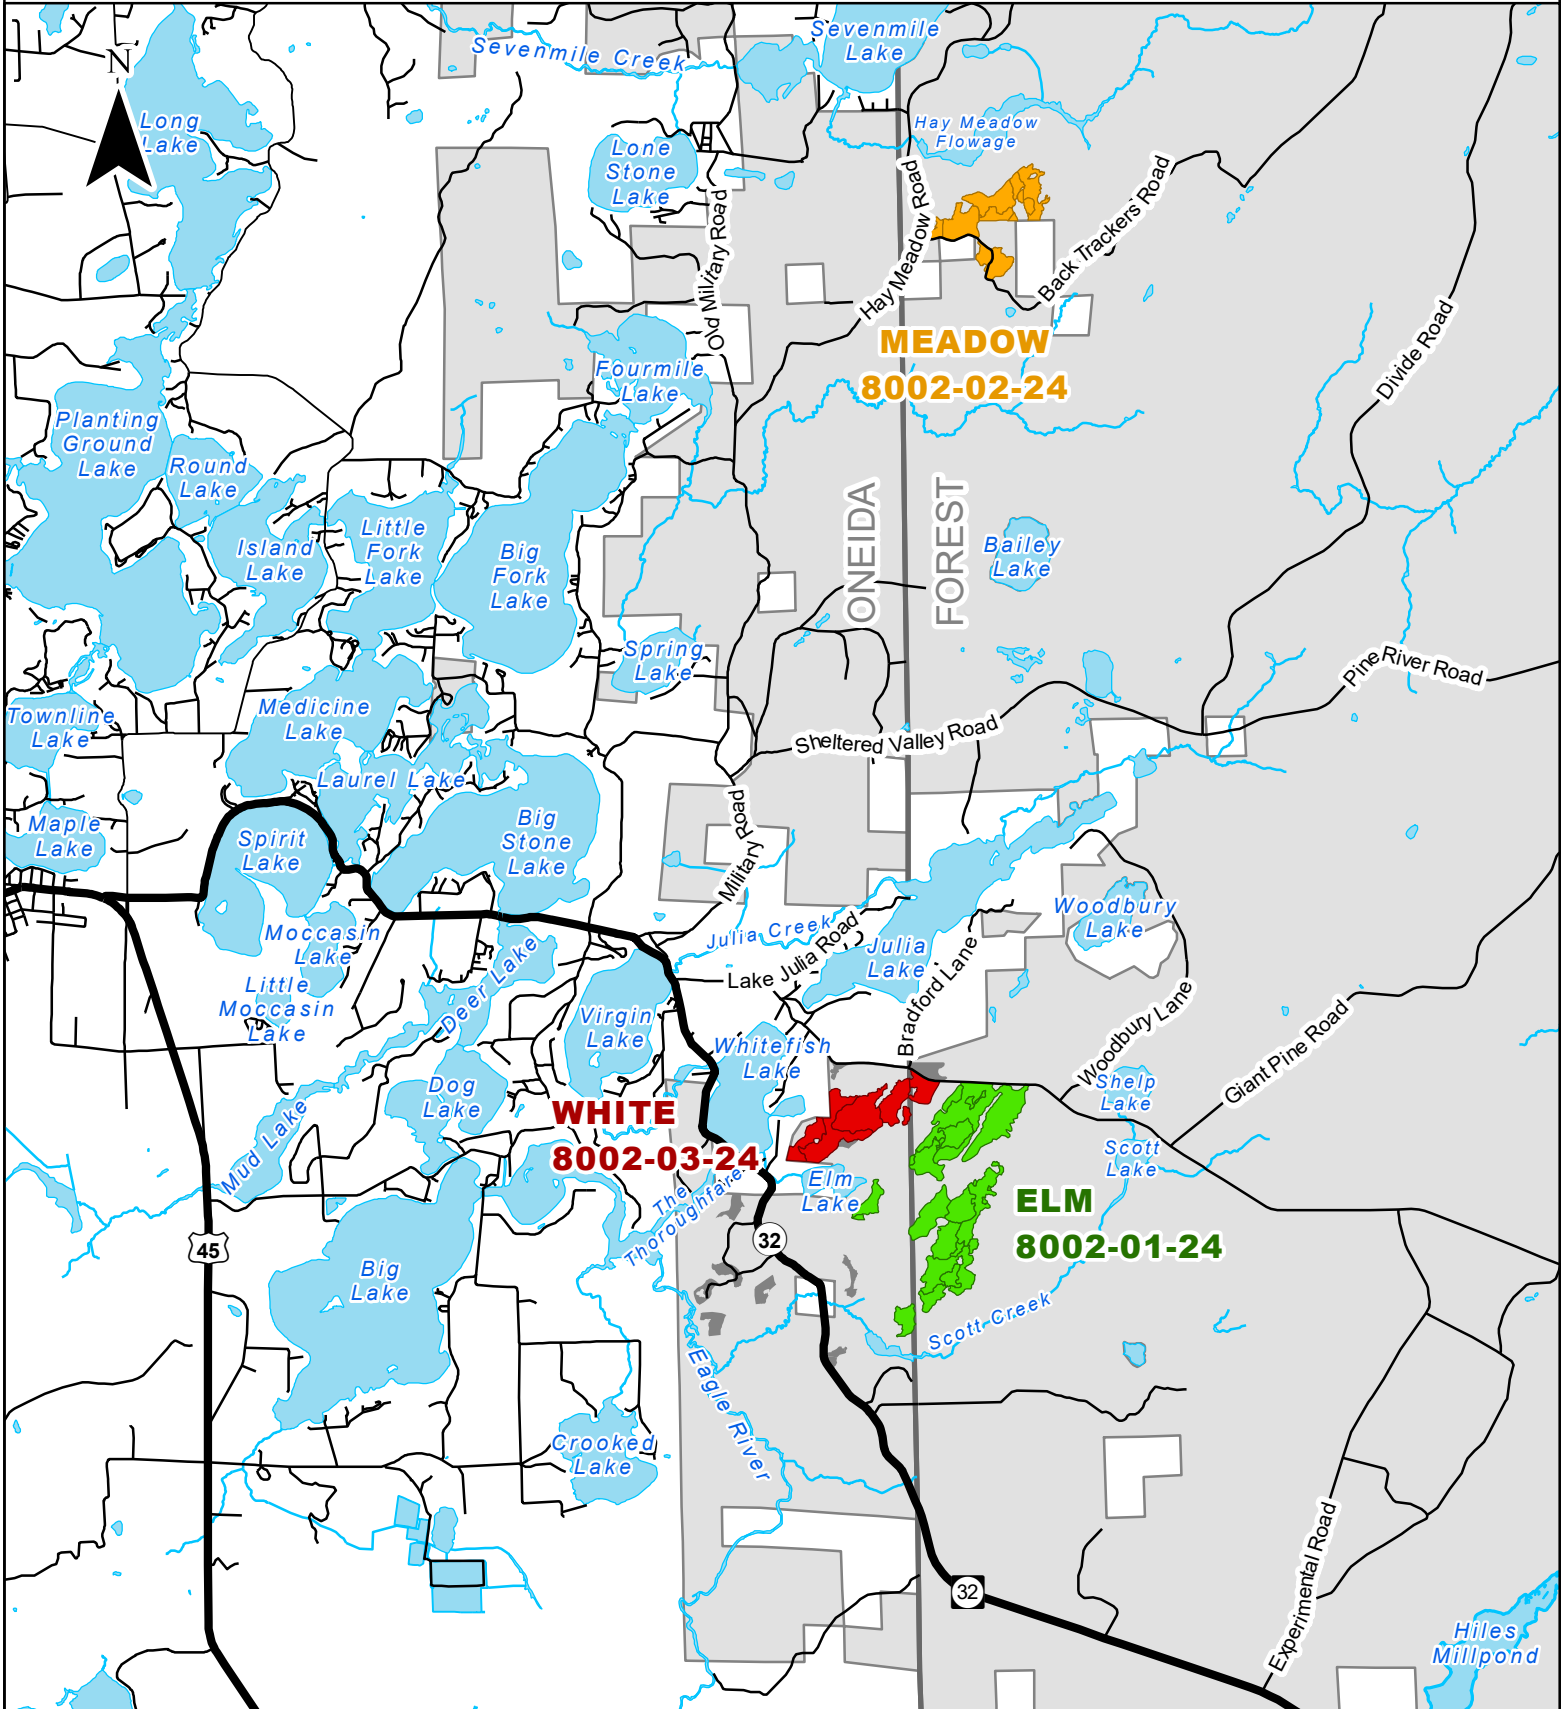 Sevenmile
Lake
Sevenmile Creek
N
Long
Lake
Hay Meadow
Flowage
Lone
Stone
Lake
Old Military Road
Hay Meadow Road
Back Trackers Road
MEADOW
8002-02-24
Divide Road
Fourmile
Lake
Planting
Ground
Lake
Round
Lake
Island
Lake
Little
Fork
Lake
Big
Fork
Lake
ONEIDA
FOREST
Bailey
Lake
Spring
Lake
Pine River Road
Townline
Lake
Medicine
Lake
Sheltered Valley Road
Laurel Lake
Maple
Lake
Spirit
Lake
Big
Stone
Lake
Military Road
Moccasin
Lake
Little
Moccasin
Lake
Deer Lake
Julia Creek
Lake Julia Road
Julia
Lake
Bradford Lane
Woodbury
Lake
Woodbury Lane
Giant Pine Road
Virgin
Lake
Whitefish
Lake
Dog
Lake
Mud Lake
Shelp
Lake
Scott
Lake
WHITE
8002-03-24
The
Thoroughfare
Elm
Lake
ELM
8002-01-24
45
32
Big
Lake
Scott Creek
Eagle River
Crooked
Lake
32
Experimental Road
Hiles
Millpond